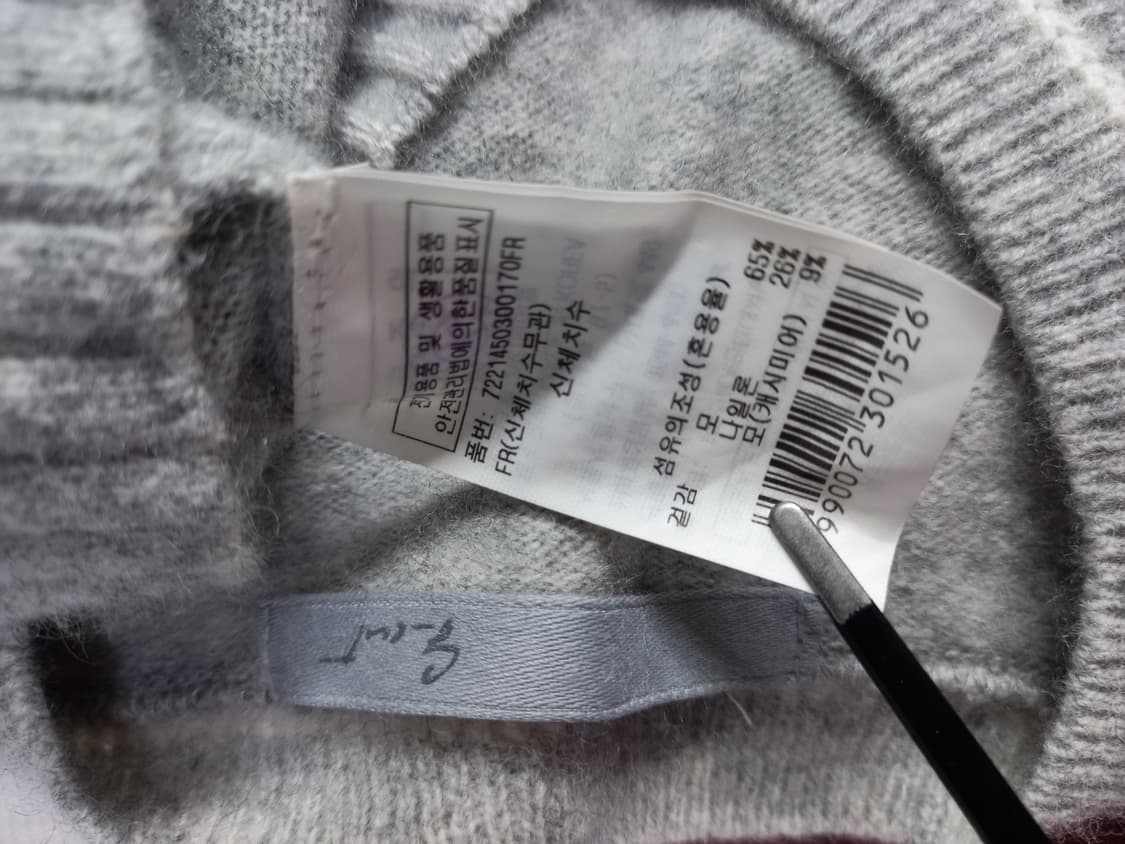 전기용품 및 생활용품
안전관리법에의한품질표시
품번: 7221450300170FR
FR(신체치수무관)
신체치수
겉감 섬유의조성(혼용율)
모 65%
나일론 26%
모(캐시미어) 9%
9990072301526